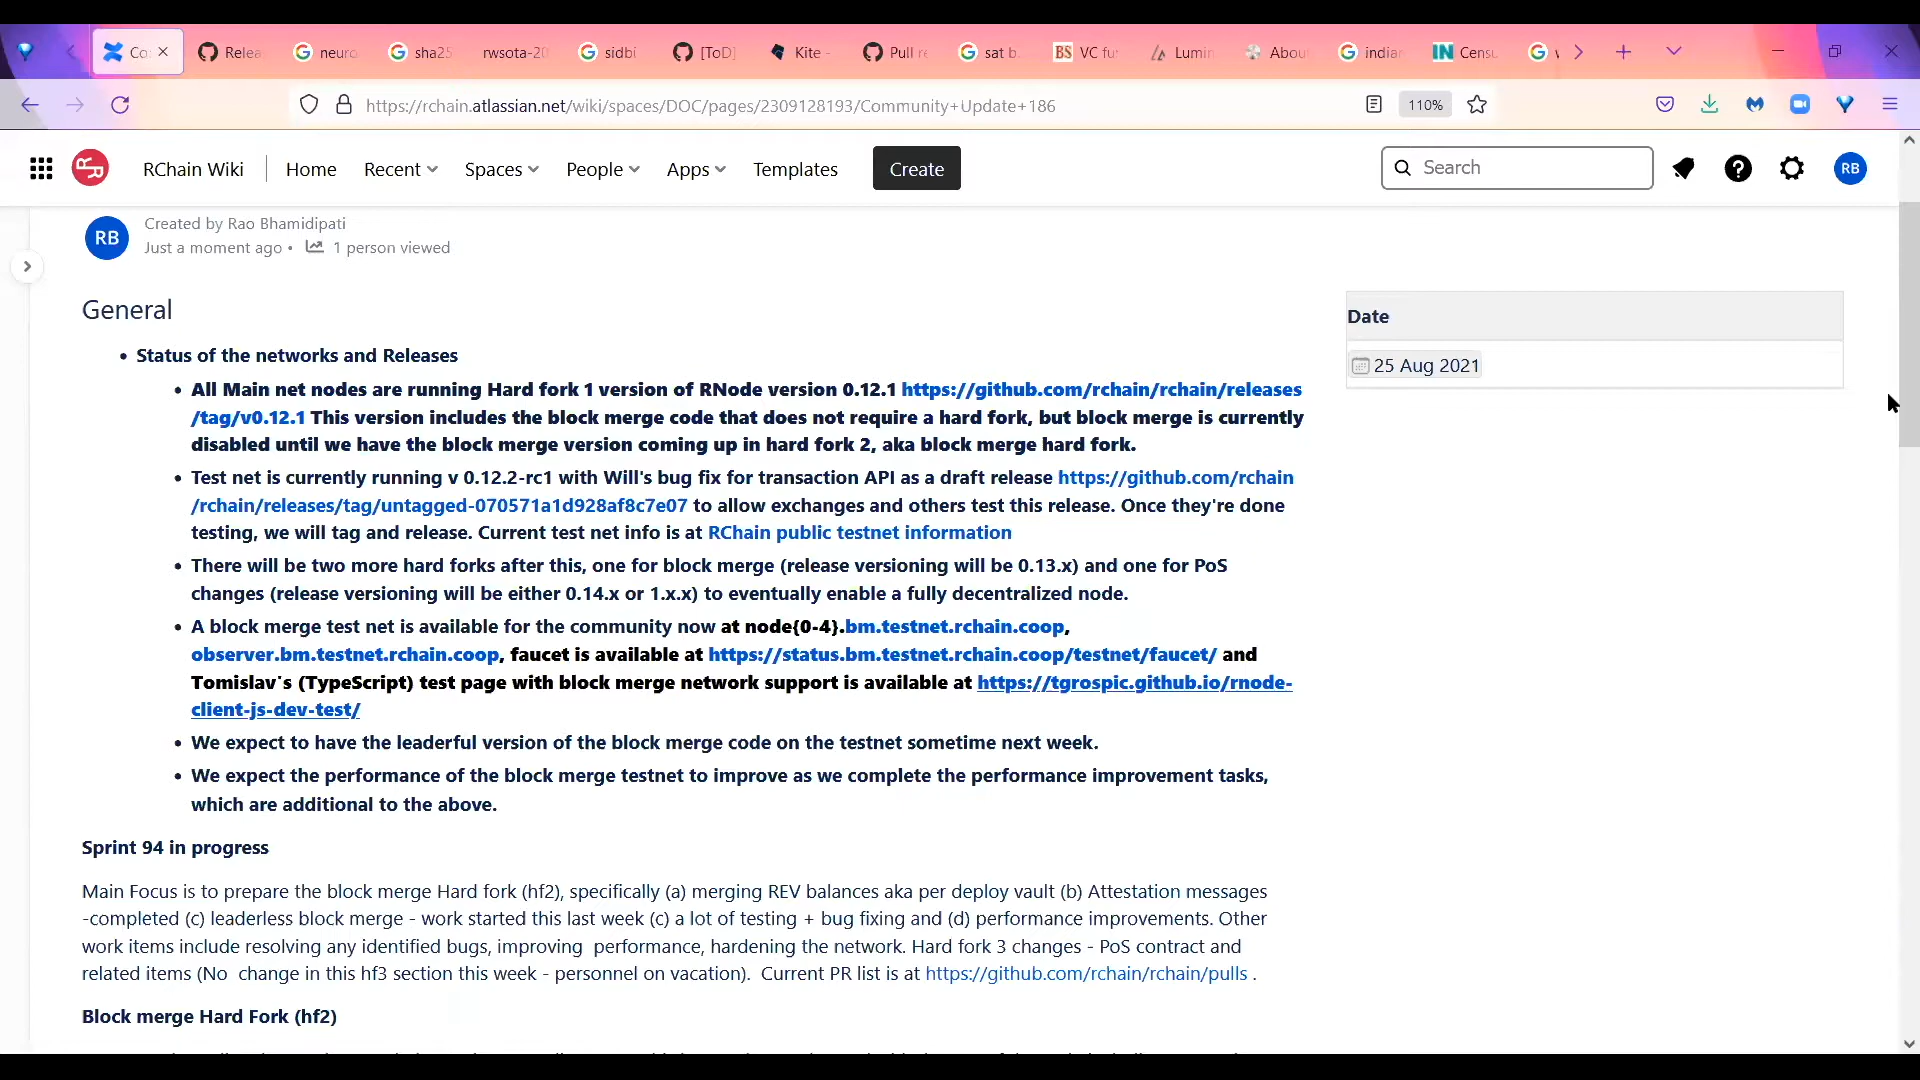 Co
Relea
neuro
sha25
rwsota-20
sidbi
[ToD]
Kite -
Pull re
sat b
BS VC fu
Lumin
Abou
india
IN Censu
https://rchain.atlassian.net/wiki/spaces/DOC/pages/2309128193/Community+Update+186
110%
RChain Wiki Home Recent Spaces People Apps Templates Create Search RB
RB
Created by Rao Bhamidipati
Just a moment ago • 1 person viewed
General
Date
25 Aug 2021
• Status of the networks and Releases
• All Main net nodes are running Hard fork 1 version of RNode version 0.12.1 https://github.com/rchain/rchain/releases
/tag/v0.12.1 This version includes the block merge code that does not require a hard fork, but block merge is currently
disabled until we have the block merge version coming up in hard fork 2, aka block merge hard fork.
• Test net is currently running v 0.12.2-rc1 with Will's bug fix for transaction API as a draft release https://github.com/rchain
/rchain/releases/tag/untagged-070571a1d928af8c7e07 to allow exchanges and others test this release. Once they're done
testing, we will tag and release. Current test net info is at RChain public testnet information
• There will be two more hard forks after this, one for block merge (release versioning will be 0.13.x) and one for PoS
changes (release versioning will be either 0.14.x or 1.x.x) to eventually enable a fully decentralized node.
• A block merge test net is available for the community now at node{0-4}.bm.testnet.rchain.coop,
observer.bm.testnet.rchain.coop, faucet is available at https://status.bm.testnet.rchain.coop/testnet/faucet/ and
Tomislav's (TypeScript) test page with block merge network support is available at https://tgrospic.github.io/rnode-
client-js-dev-test/
• We expect to have the leaderful version of the block merge code on the testnet sometime next week.
• We expect the performance of the block merge testnet to improve as we complete the performance improvement tasks,
which are additional to the above.
Sprint 94 in progress
Main Focus is to prepare the block merge Hard fork (hf2), specifically (a) merging REV balances aka per deploy vault (b) Attestation messages
-completed (c) leaderless block merge - work started this last week (c) a lot of testing + bug fixing and (d) performance improvements. Other
work items include resolving any identified bugs, improving performance, hardening the network. Hard fork 3 changes - PoS contract and
related items (No change in this hf3 section this week - personnel on vacation). Current PR list is at https://github.com/rchain/rchain/pulls .
Block merge Hard Fork (hf2)